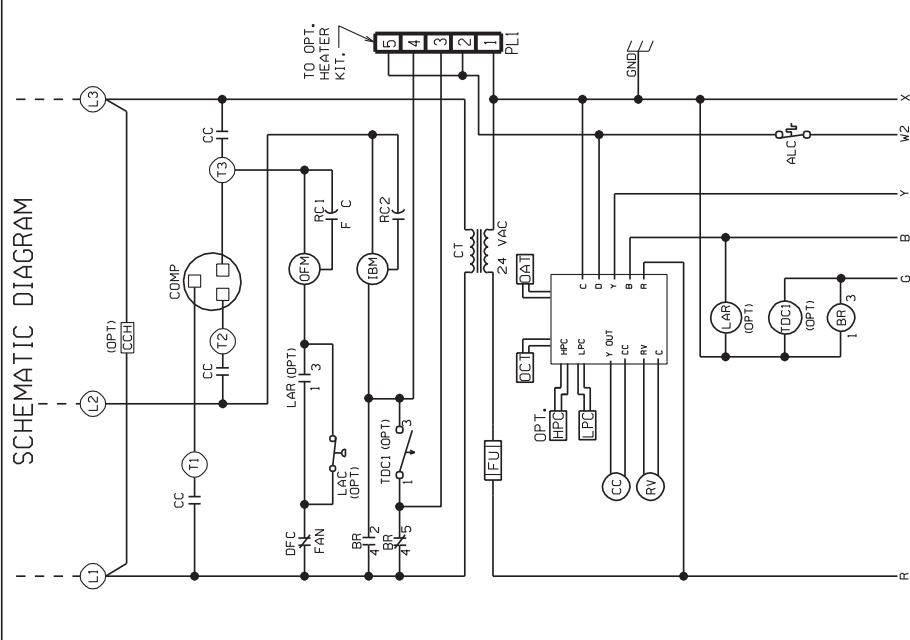 SCHEMATIC DIAGRAM
L1
L2
L3
(OPT)
CCH
CC
T1
COMP
CC
T2
T3
CC
DFC
FAN
LAC
(OPT)
LAR (OPT)
1 3
OFM
RC1
F C
BR
4 2
IBM
RC2
BR
4 5
TDC1 (OPT)
1 3
TO OPT.
HEATER
KIT.
5
4
3
2
1
PL1
CT
24 VAC
FU
GND
OCT
OAT
OPT.
HPC
LPC
HPC
LPC
Y OUT
CC
RV
C
C
D
Y
B
R
CC
RV
ALC
LAR
(OPT)
TDC1
(OPT)
BR
1 3
R
G
B
Y
W2
X